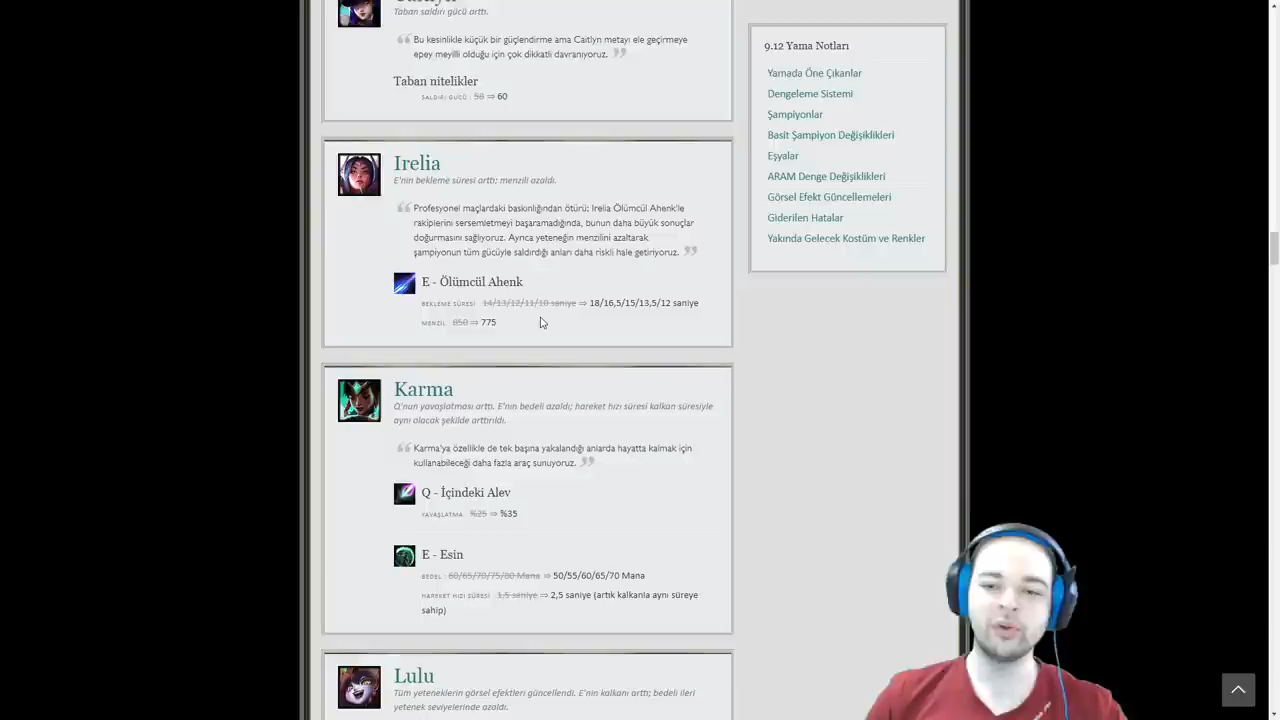 Caitlyn
Taban saldırı gücü arttı.
Bu kesinlikle küçük bir güçlendirme ama Caitlyn metayı ele geçirmeye
epey meyilli olduğu için çok dikkatli davranıyoruz.
Taban nitelikler
SALDIRI GÜCÜ : 58 ⇒ 60
Irelia
E'nin bekleme süresi arttı; menzili azaldı.
Profesyonel maçlardaki baskınlığından ötürü; Irelia Ölümcül Ahenk'le
rakiplerini sersemletmeyi başaramadığında, bunun daha büyük sonuçlar
doğurmasını sağlıyoruz. Ayrıca yeteneğin menzilini azaltarak
şampiyonun tüm gücüyle saldırdığı anları daha riskli hale getiriyoruz.
E - Ölümcül Ahenk
BEKLEME SÜRESİ : 14/13/12/11/10 saniye ⇒ 18/16,5/15/13,5/12 saniye
MENZİL : 850 ⇒ 775
Karma
Q'nun yavaşlatması arttı. E'nin bedeli azaldı; hareket hızı süresi kalkan süresiyle
aynı olacak şekilde arttırıldı.
Karma'ya özellikle de tek başına yakalandığı anlarda hayatta kalmak için
kullanabileceği daha fazla araç sunuyoruz.
Q - İçindeki Alev
YAVAŞLATMA : %25 ⇒ %35
E - Esin
BEDEL : 60/65/70/75/80 Mana ⇒ 50/55/60/65/70 Mana
HAREKET HIZI SÜRESİ : 1,5 saniye ⇒ 2,5 saniye (artık kalkanla aynı süreye
sahip)
Lulu
Tüm yeteneklerin görsel efektleri güncellendi. E'nin kalkanı arttı; bedeli ileri
yetenek seviyelerinde azaldı.
9.12 Yama Notları
Yamada Öne Çıkanlar
Dengeleme Sistemi
Şampiyonlar
Basit Şampiyon Değişiklikleri
Eşyalar
ARAM Denge Değişiklikleri
Görsel Efekt Güncellemeleri
Giderilen Hatalar
Yakında Gelecek Kostüm ve Renkler